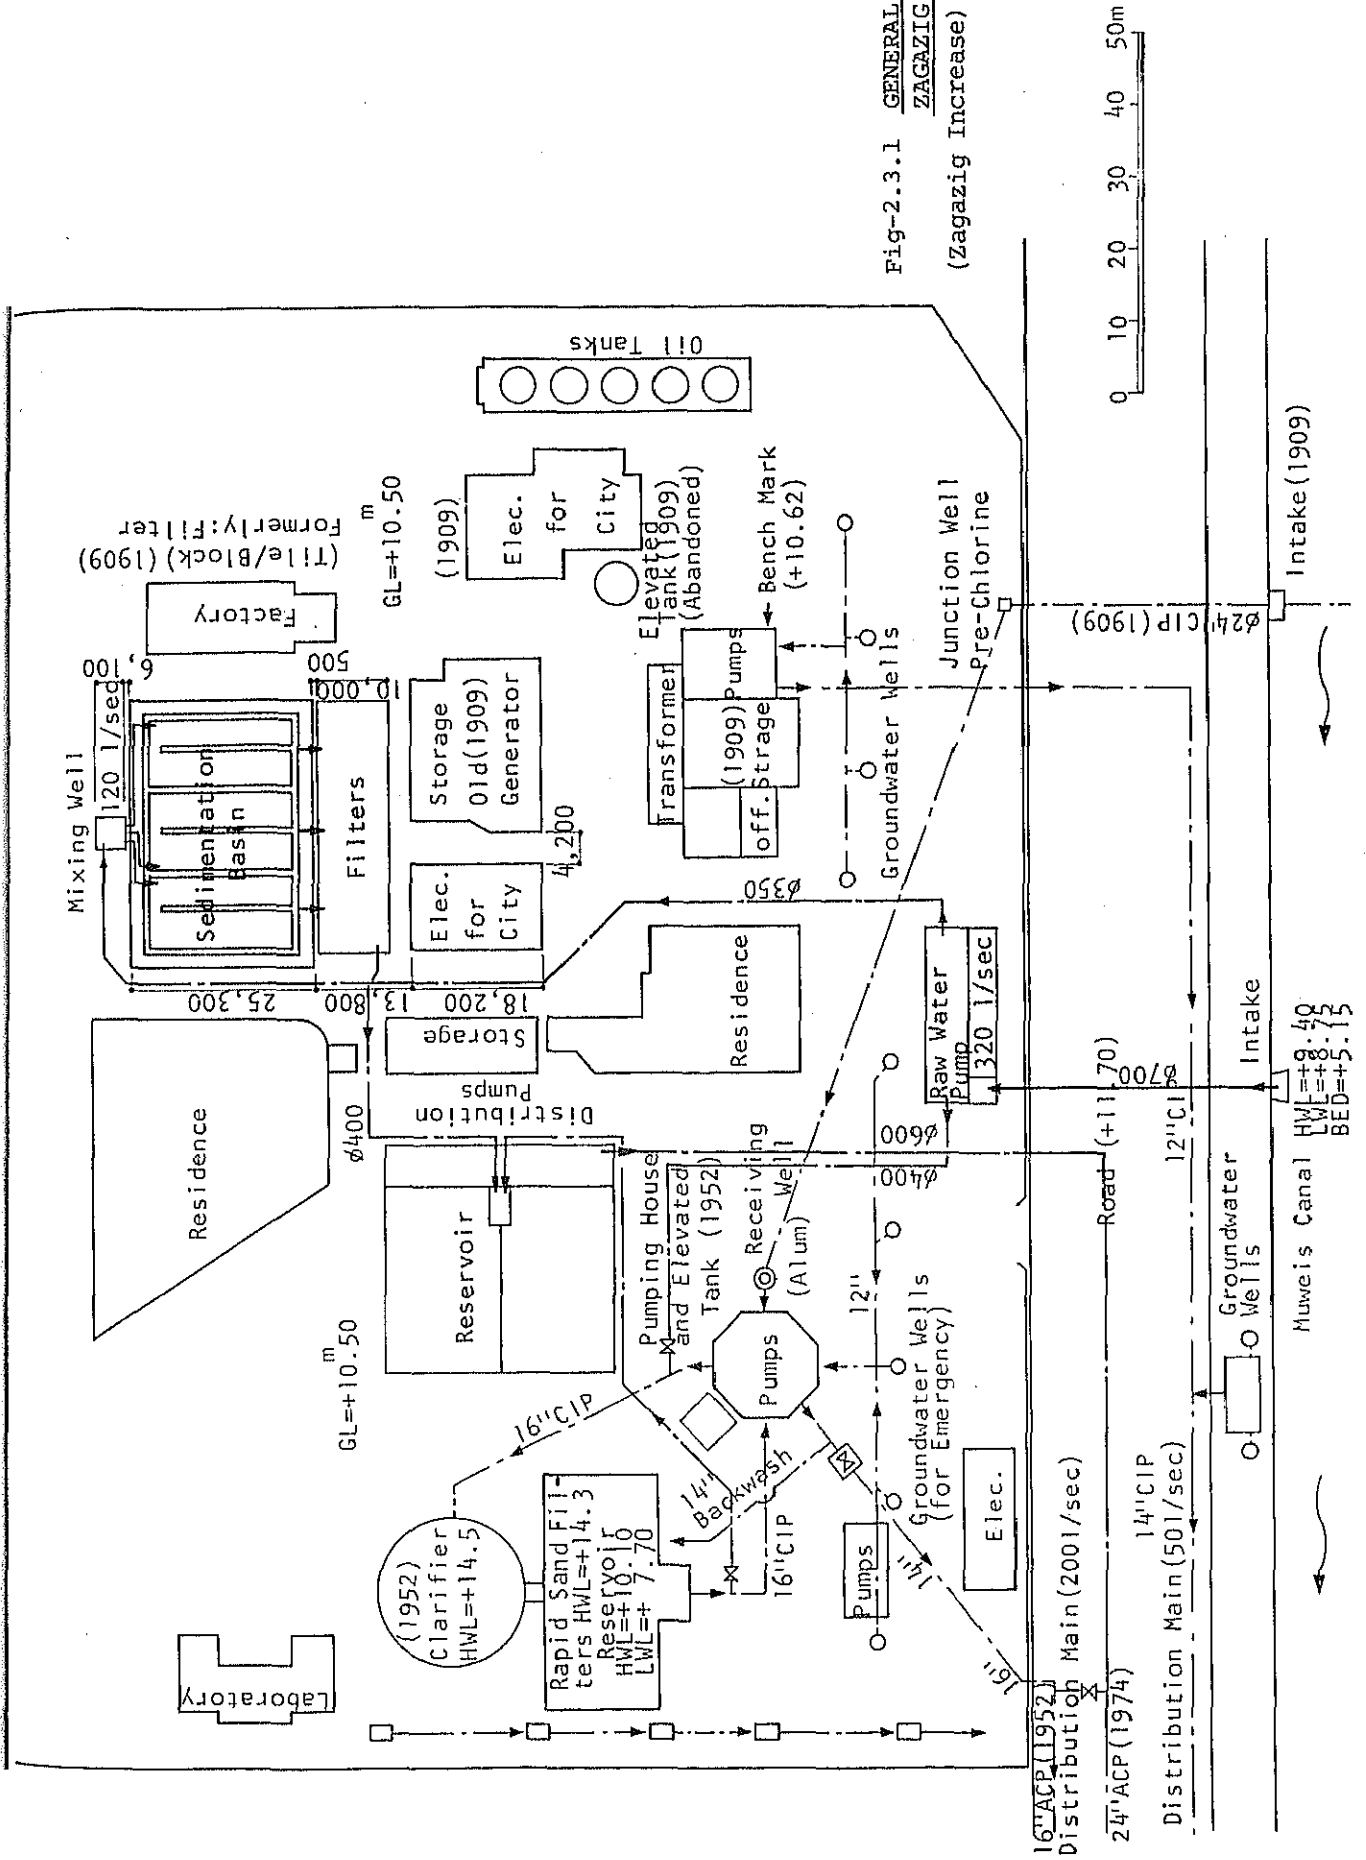 Fig-2.3.1 GENERAL
ZAGAZIG
(Zagazig Increase)
0 10 20 30 40 50m
Mixing Well
120 l/sec
6,100
500
10,000
Sedimentation
Basin
Filters
25,300
13,800
18,200
4,200
Factory
(Tile/Block)(1909)
Formerly:Filter
GL=+10.50
m
(1909)
Elec.
for
City
Oil Tanks
Elevated
Tank(1909)
(Abandoned)
Bench Mark
(+10.62)
Storage
Old(1909)
Generator
Elec.
for
City
Transformer
(1909)
Pumps
Strage
off.
Groundwater Wells
Junction Well
Pre-Chlorine
ø24"CIP(1909)
Intake(1909)
Residence
Storage
Residence
ø350
Raw Water
Pump
320 l/sec
ø400
Distribution
Pumps
Reservoir
GL=+10.50
m
Pumping House
and Elevated
Tank (1952)
Receiving
Well
(Alum)
ø600
ø400
ø700
Road (+11.70)
12"CI
Intake
Muweis Canal
HWL=+9.40
LWL=+8.72
BED=+5.15
Groundwater
Wells
12"
Pumps
16"CIP
14"
Backwash
16"CIP
Groundwater Wells
(for Emergency)
Pumps
14"
16"
Elec.
(1952)
Clarifier
HWL=+14.5
Rapid Sand Fil-
ters HWL=+14.3
Reservoir
HWL=+10.10
LWL=+ 7.70
Laboratory
16"ACP(1952)
Distribution Main(200l/sec)
24"ACP(1974)
14"CIP
Distribution Main(50l/sec)